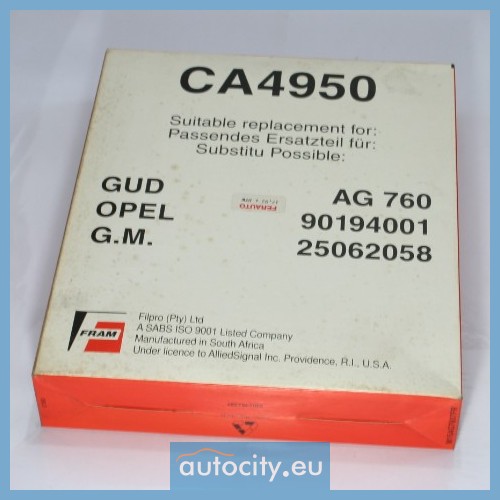 CA4950
Suitable replacement for:
Passendes Ersatzteil für:
Substitu Possible:
GUD AG 760
OPEL 90194001
G.M. 25062058
FERAUTO
FRAM
Filpro (Pty) Ltd
A SABS ISO 9001 Listed Company
Manufactured in South Africa
Under licence to AlliedSignal Inc. Providence, R.I., U.S.A.
autocity.eu